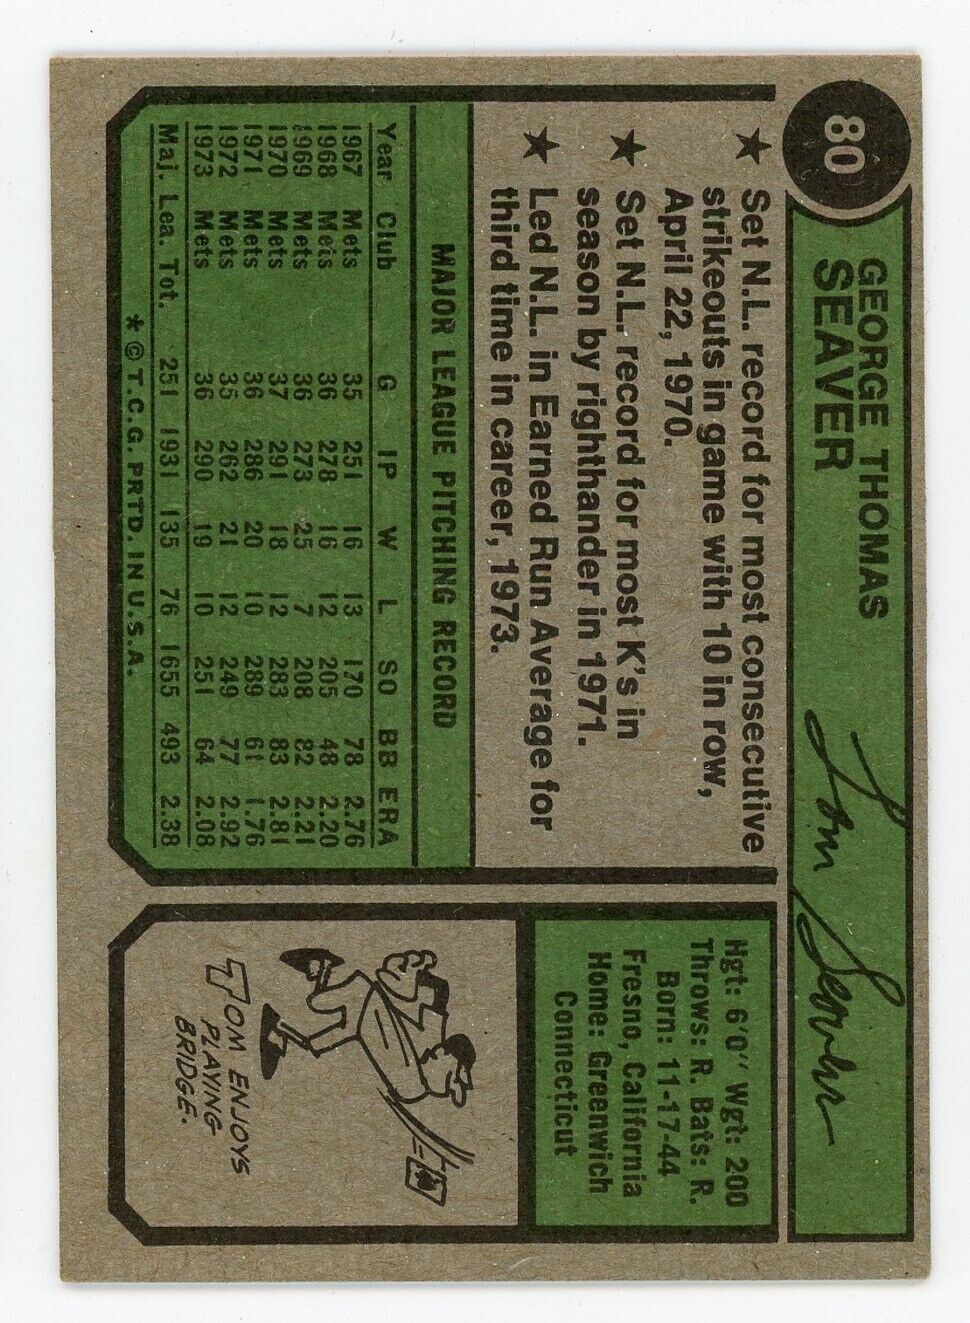 80
GEORGE THOMAS
SEAVER
Tom Seaver
★ Set N.L. record for most consecutive
strikeouts in game with 10 in row,
April 22, 1970.
★ Set N.L. record for most K's in
season by righthander in 1971.
★ Led N.L. in Earned Run Average for
third time in career, 1973.
MAJOR LEAGUE PITCHING RECORD
Year Club G IP W L SO BB ERA
1967 Mets 35 251 16 13 170 78 2.76
1968 Mets 36 278 16 12 205 48 2.20
1969 Mets 36 273 25 7 208 82 2.21
1970 Mets 37 291 18 12 283 83 2.81
1971 Mets 36 286 20 10 289 61 1.76
1972 Mets 35 262 21 12 249 77 2.92
1973 Mets 36 290 19 10 251 64 2.08
Maj. Lea. Tot. 251 1931 135 76 1655 493 2.38
* © T.C.G. PRTD. IN U.S.A.
Hgt: 6'0" Wgt: 200
Throws: R. Bats: R.
Born: 11-17-44
Fresno, California
Home: Greenwich
Connecticut
TOM ENJOYS
PLAYING
BRIDGE.